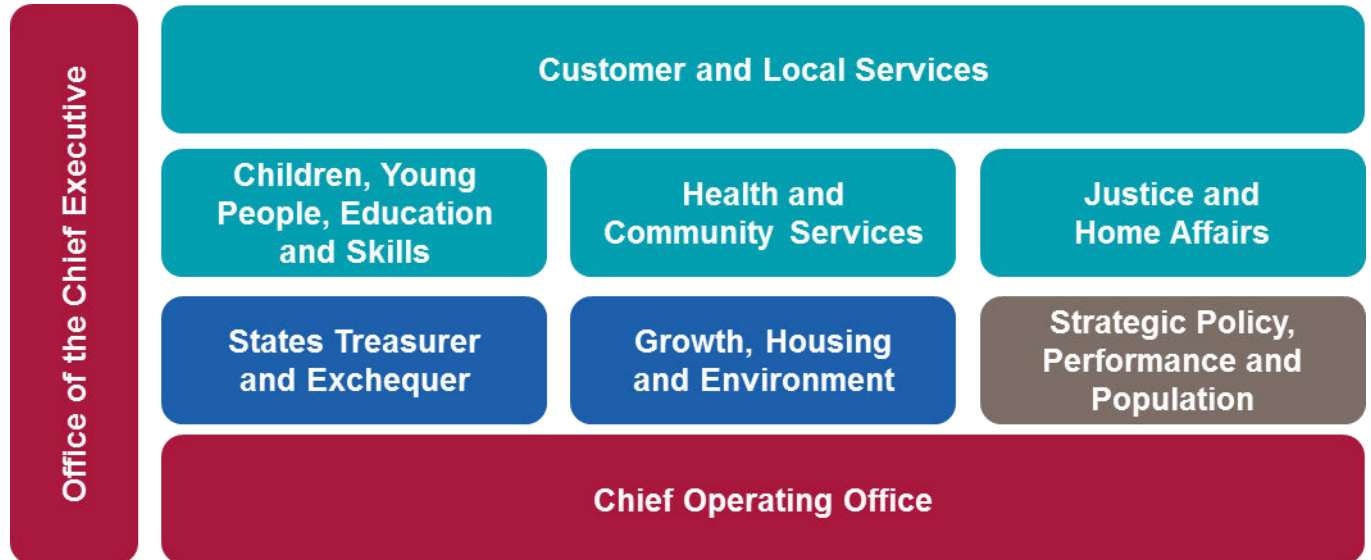 Office of the Chief Executive
Customer and Local Services
Children, Young
People, Education
and Skills
Health and
Community Services
Justice and
Home Affairs
States Treasurer
and Exchequer
Growth, Housing
and Environment
Strategic Policy,
Performance and
Population
Chief Operating Office